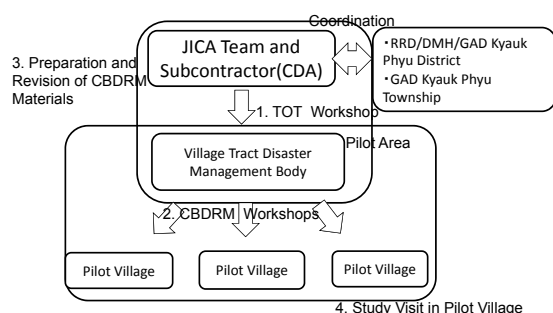 Coordination
3. Preparation and
Revision of CBDRM
Materials
JICA Team and
Subcontractor(CDA)
・RRD/DMH/GAD Kyauk
Phyu District
・GAD Kyauk Phyu
Township
1. TOT Workshop
Pilot Area
Village Tract Disaster
Management Body
2. CBDRM Workshops
Pilot Village
Pilot Village
Pilot Village
4. Study Visit in Pilot Village